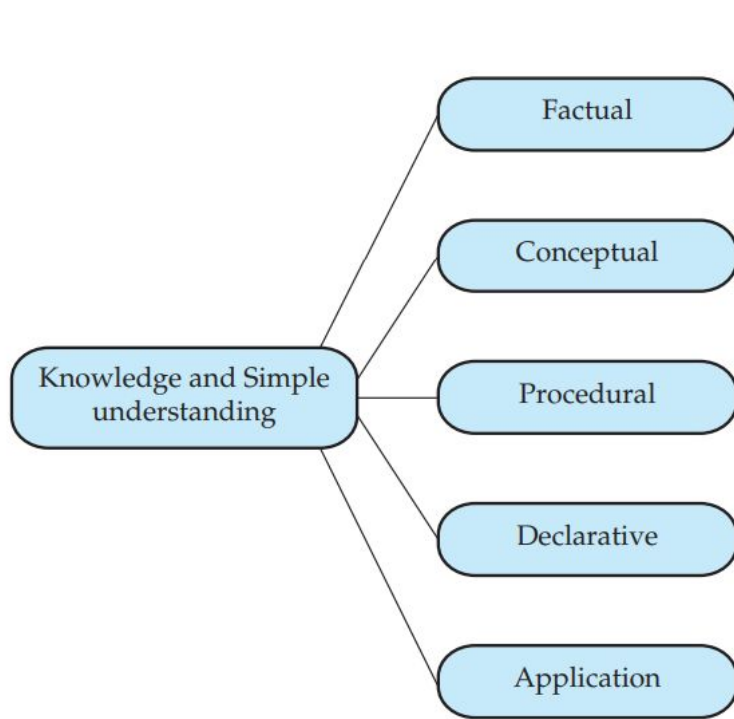 Factual
Conceptual
Knowledge and Simple
understanding
Procedural
Declarative
Application